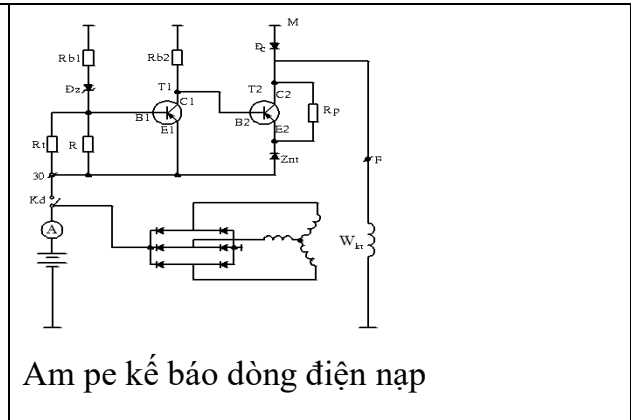 M
Rb1
Rb2
Đc
Đz
T1
C1
T2
C2
Rp
B1
B2
E1
E2
Rt
R
Znt
F
30
Kđ
A
Wkt
Am pe kế báo dòng điện nạp